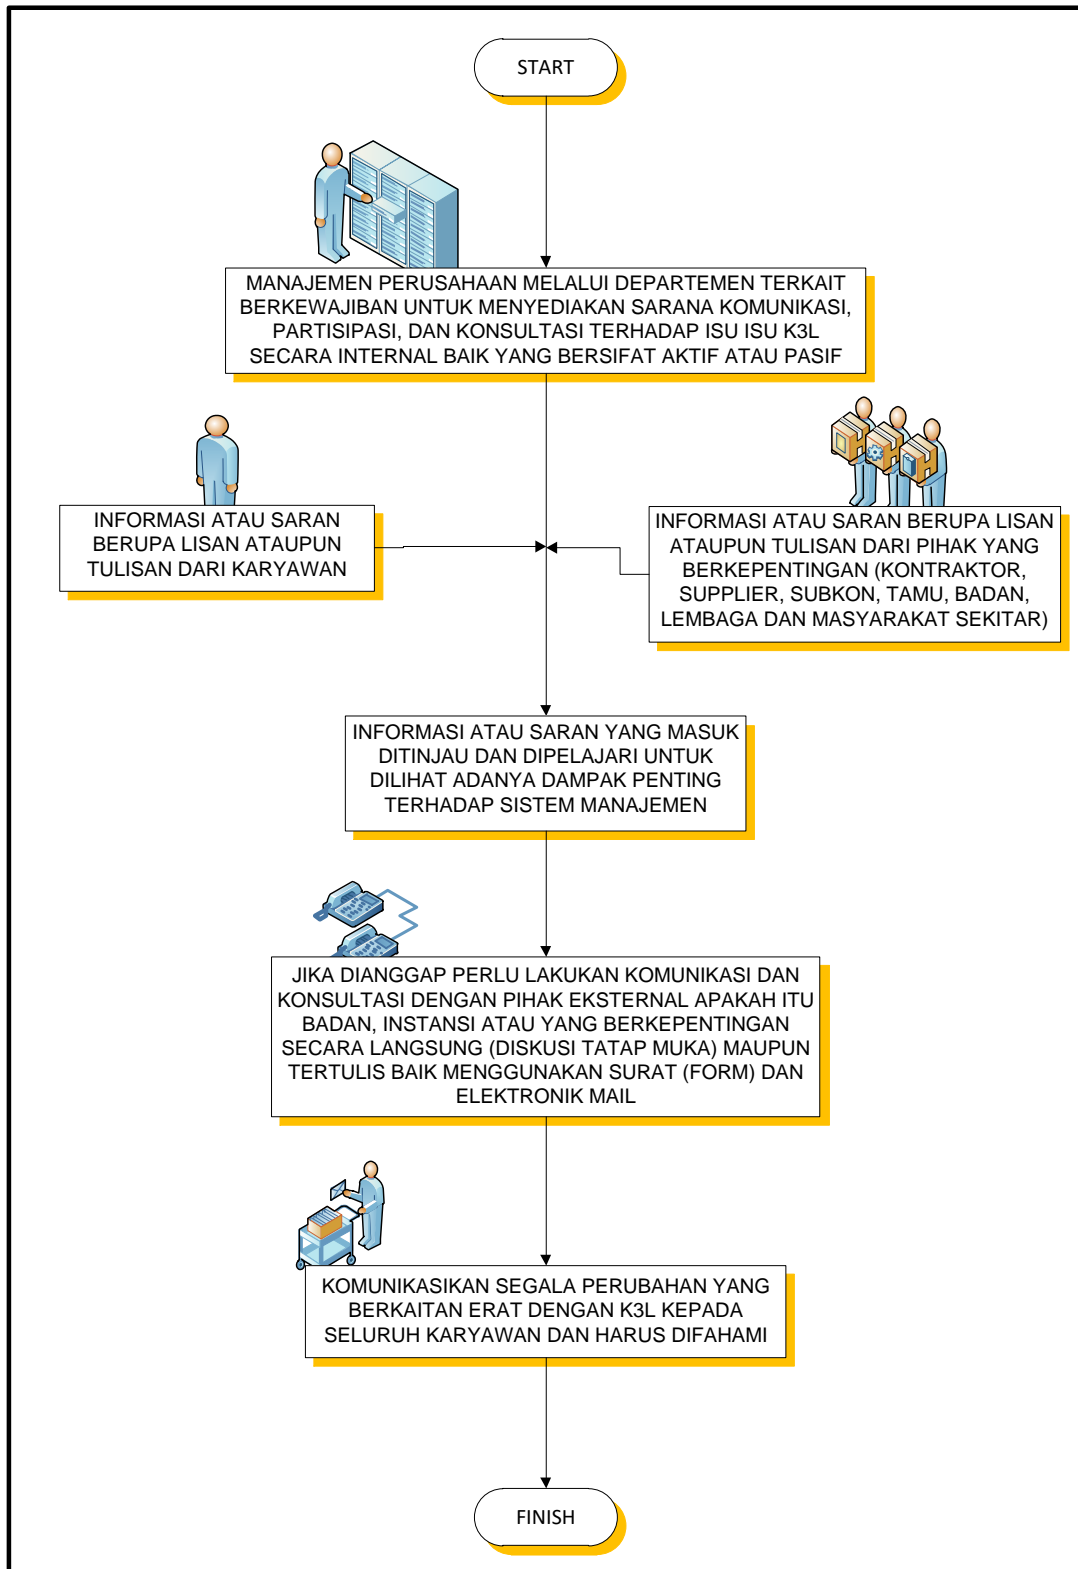 START
MANAJEMEN PERUSAHAAN MELALUI DEPARTEMEN TERKAIT
BERKEWAJIBAN UNTUK MENYEDIAKAN SARANA KOMUNIKASI,
PARTISIPASI, DAN KONSULTASI TERHADAP ISU ISU K3L
SECARA INTERNAL BAIK YANG BERSIFAT AKTIF ATAU PASIF
INFORMASI ATAU SARAN
BERUPA LISAN ATAUPUN
TULISAN DARI KARYAWAN
INFORMASI ATAU SARAN BERUPA LISAN
ATAUPUN TULISAN DARI PIHAK YANG
BERKEPENTINGAN (KONTRAKTOR,
SUPPLIER, SUBKON, TAMU, BADAN,
LEMBAGA DAN MASYARAKAT SEKITAR)
INFORMASI ATAU SARAN YANG MASUK
DITINJAU DAN DIPELAJARI UNTUK
DILIHAT ADANYA DAMPAK PENTING
TERHADAP SISTEM MANAJEMEN
JIKA DIANGGAP PERLU LAKUKAN KOMUNIKASI DAN
KONSULTASI DENGAN PIHAK EKSTERNAL APAKAH ITU
BADAN, INSTANSI ATAU YANG BERKEPENTINGAN
SECARA LANGSUNG (DISKUSI TATAP MUKA) MAUPUN
TERTULIS BAIK MENGGUNAKAN SURAT (FORM) DAN
ELEKTRONIK MAIL
KOMUNIKASIKAN SEGALA PERUBAHAN YANG
BERKAITAN ERAT DENGAN K3L KEPADA
SELURUH KARYAWAN DAN HARUS DIFAHAMI
FINISH